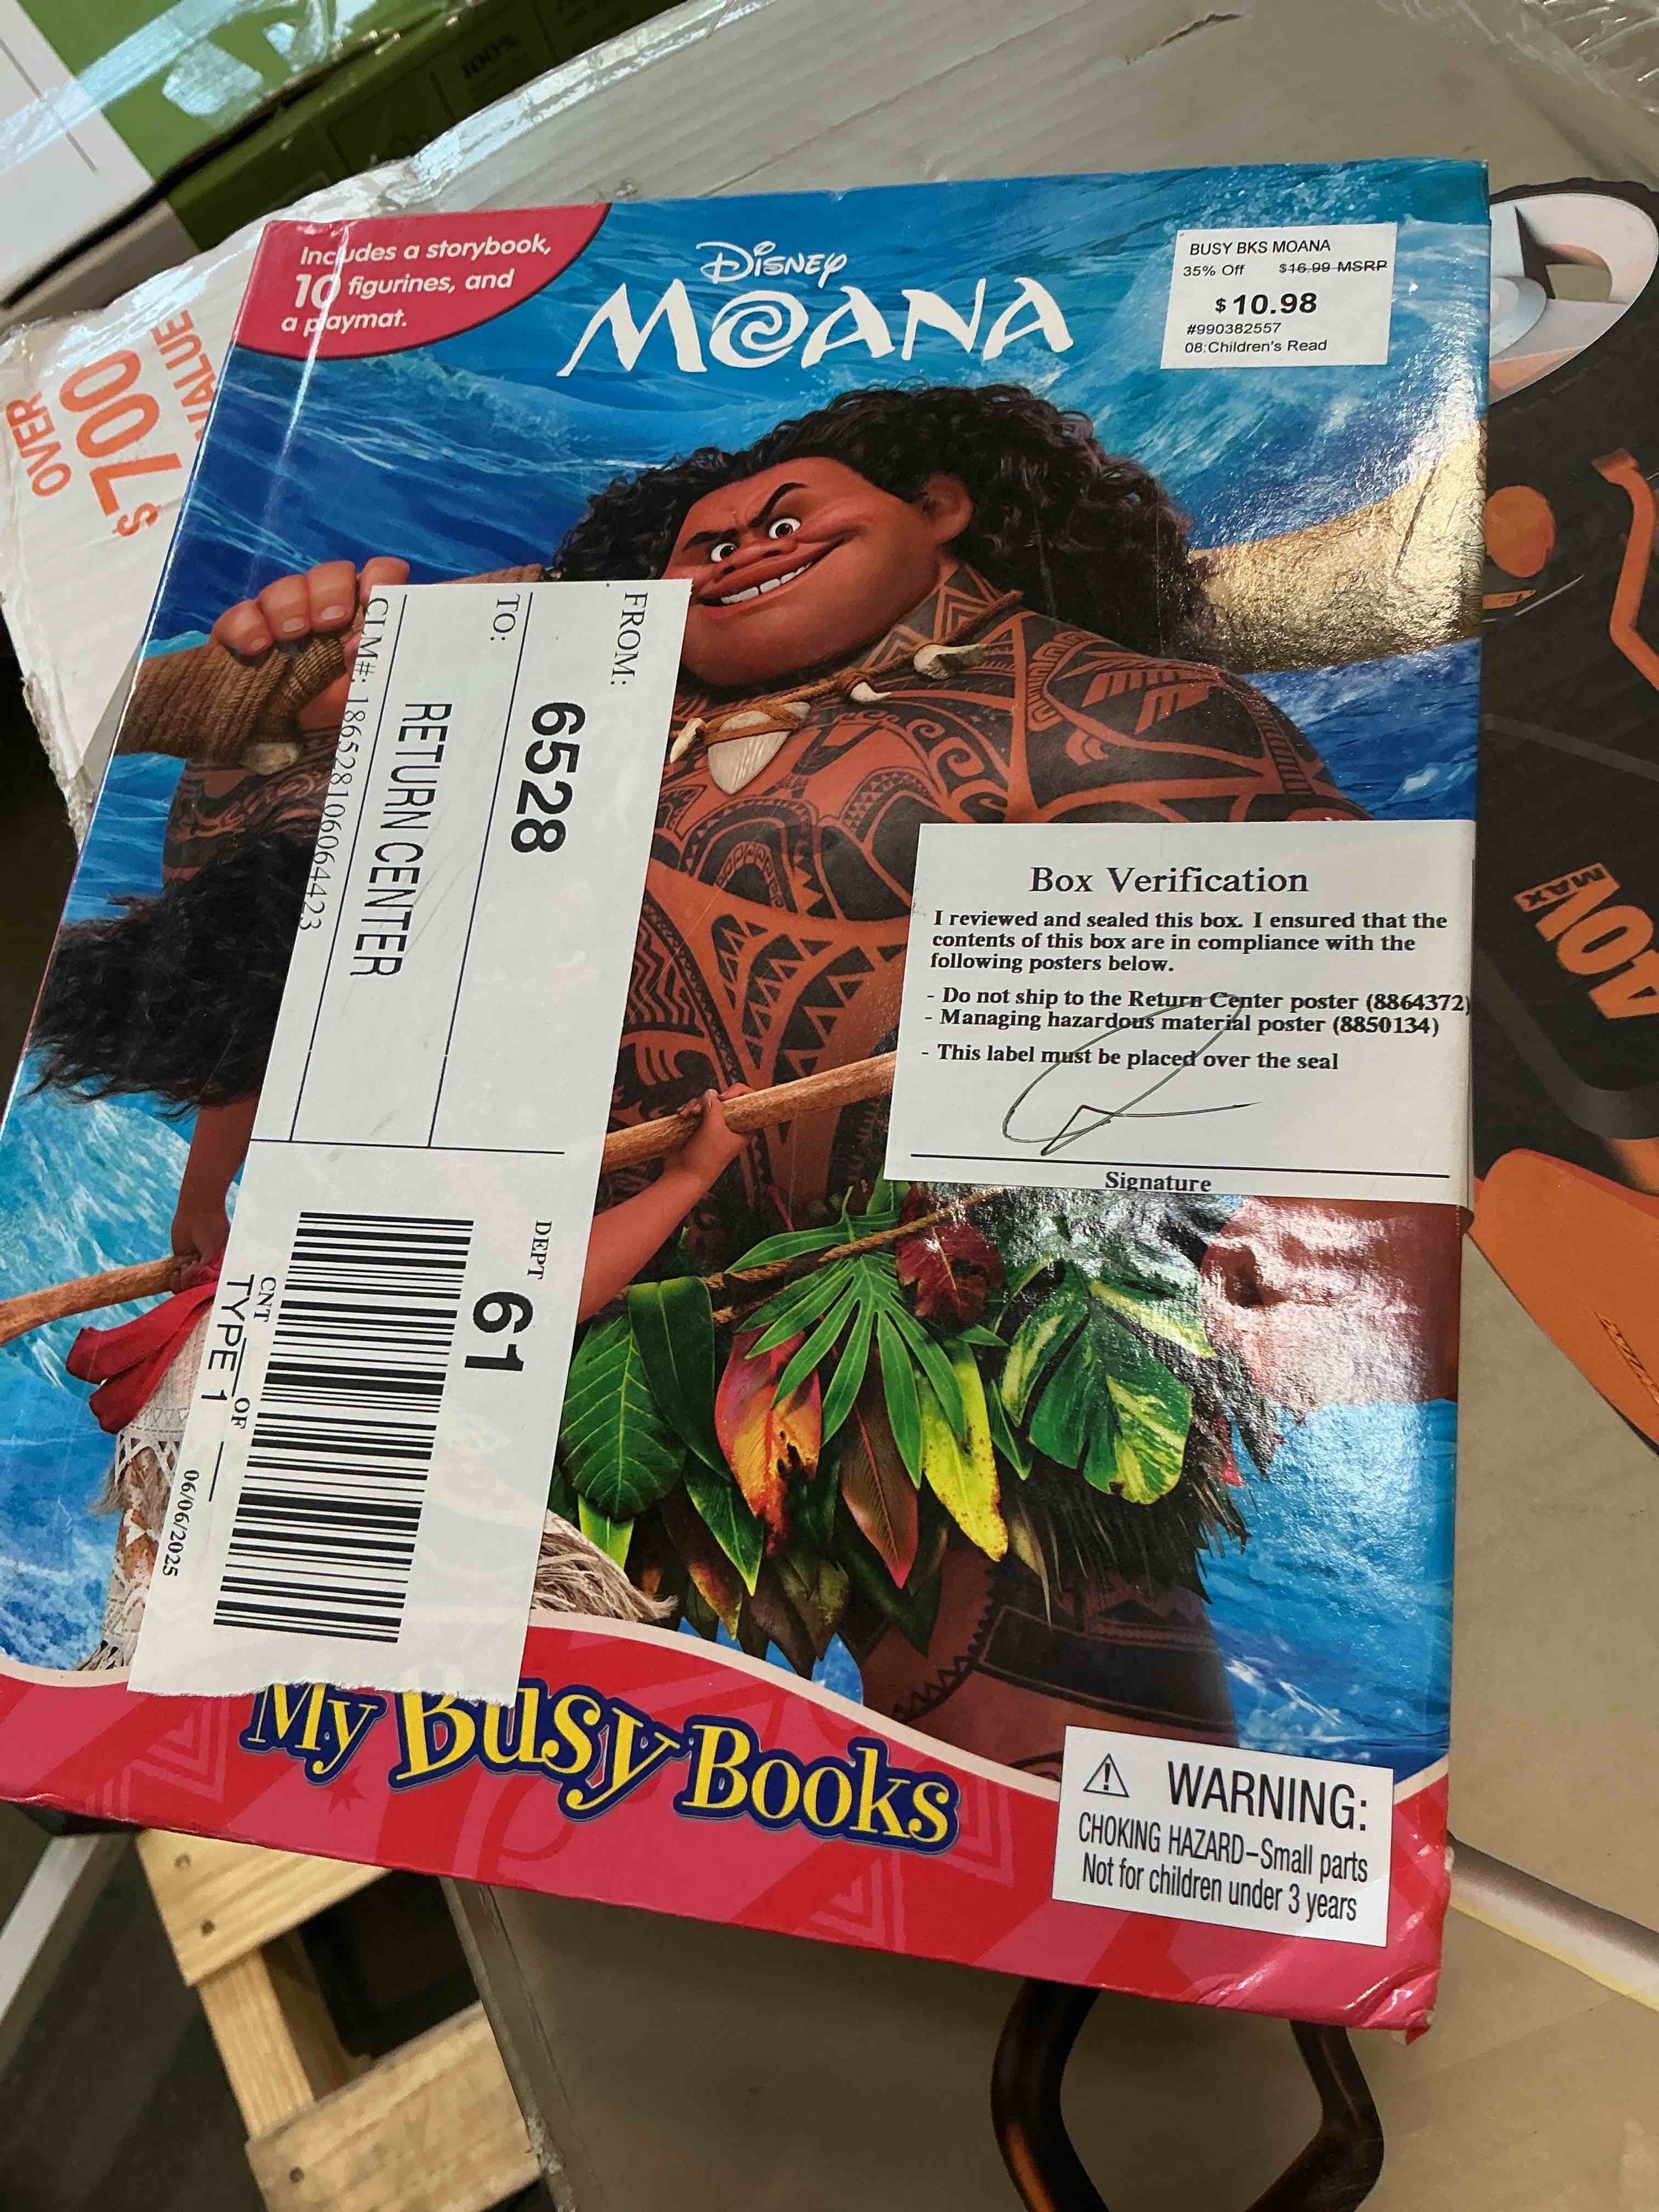 100%
OVER
$700
VALUE
Includes a storybook,
10 figurines, and
a playmat.
Disney
MOANA
BUSY BKS MOANA
35% Off $16.99 MSRP
$10.98
#990382557
08:Children's Read
FROM:
6528
TO:
RETURN CENTER
CLM#: 18652810606064423
DEPT 61
CNT OF
TYPE 1
06/06/2025
Box Verification
I reviewed and sealed this box. I ensured that the
contents of this box are in compliance with the
following posters below.
- Do not ship to the Return Center poster (8864372)
- Managing hazardous material poster (8850134)
- This label must be placed over the seal
Signature
40V
MAX
My Busy Books
WARNING:
CHOKING HAZARD–Small parts
Not for children under 3 years